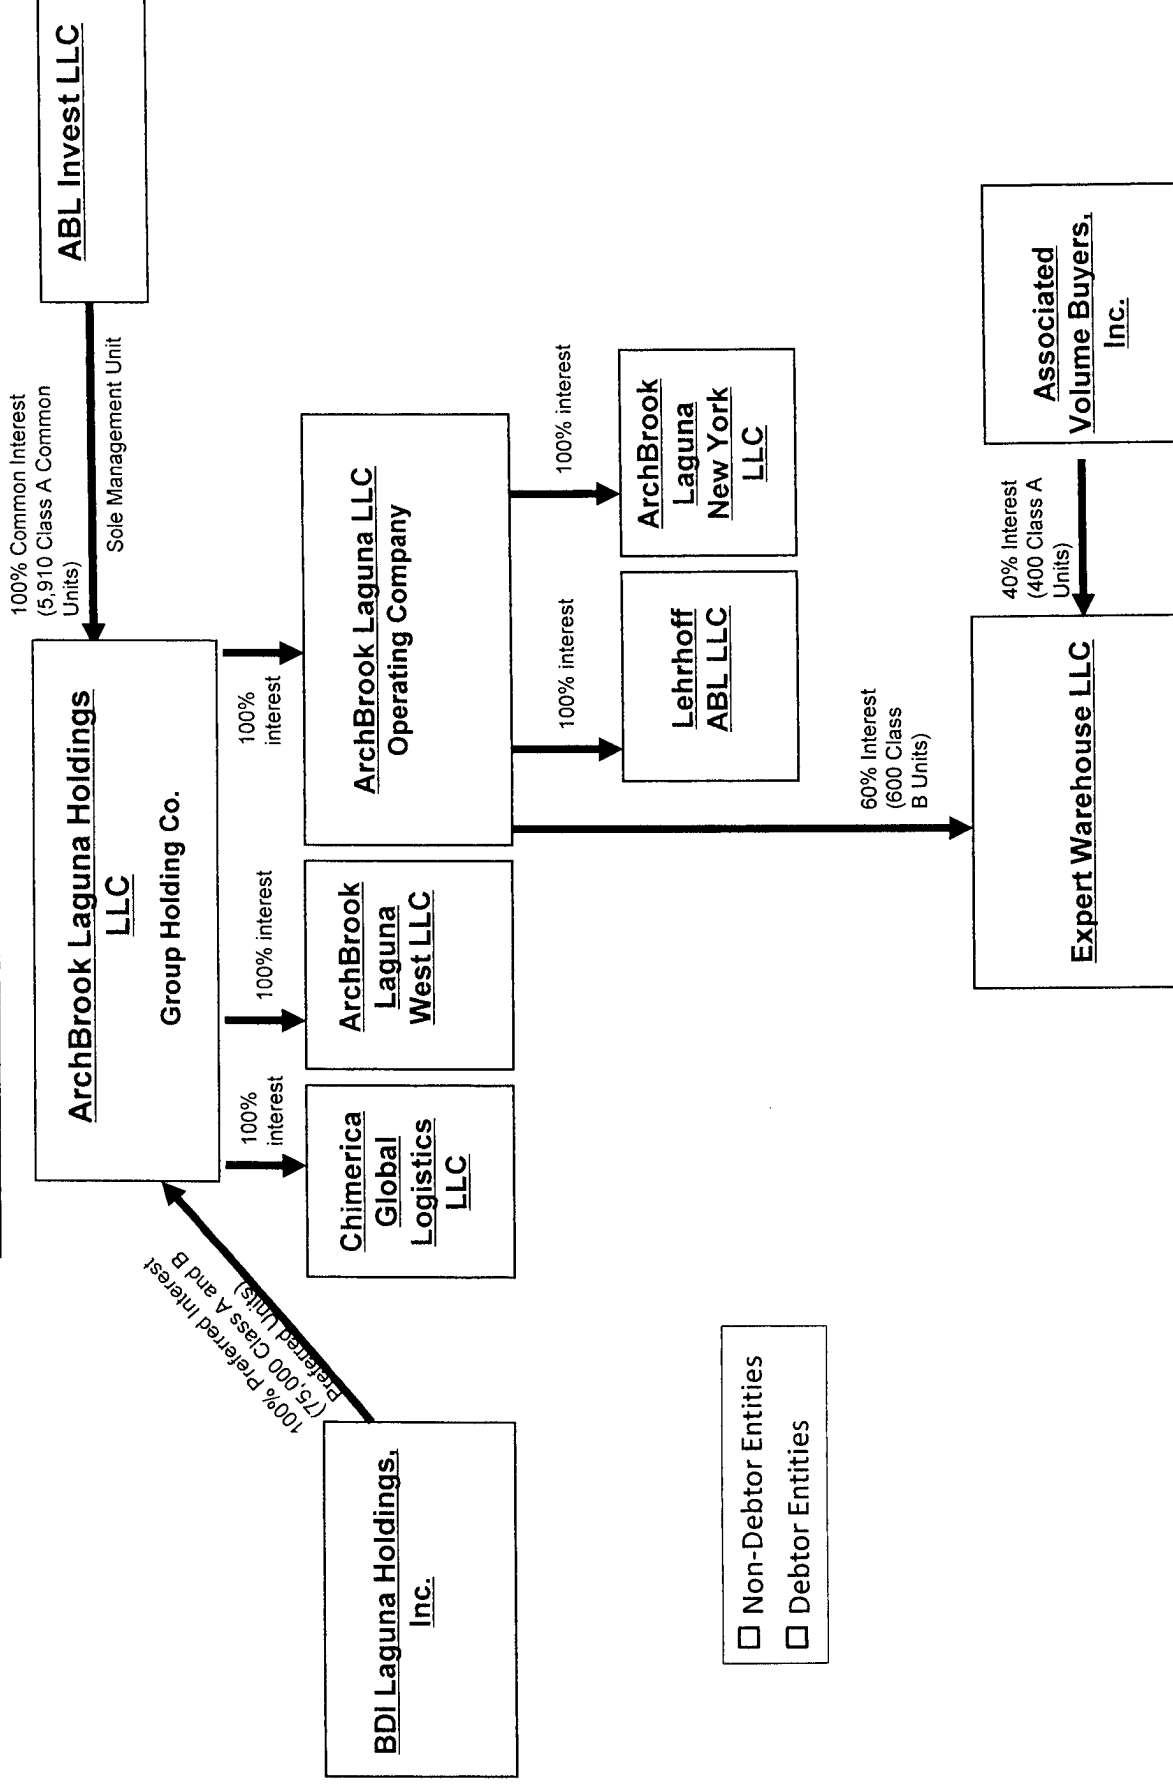 100% Common Interest
(5,910 Class A Common
Units)
Sole Management Unit
ABL Invest LLC
ArchBrook Laguna Holdings
LLC
Group Holding Co.
100% Preferred Interest
(75,000 Class A and B
Preferred Units)
BDI Laguna Holdings,
Inc.
100%
interest
100% interest
100%
interest
Chimerica
Global
Logistics
LLC
ArchBrook
Laguna
West LLC
ArchBrook Laguna LLC
Operating Company
100% interest
100% interest
Lehrhoff
ABL LLC
ArchBrook
Laguna
New York
LLC
60% Interest
(600 Class
B Units)
40% Interest
(400 Class A
Units)
Expert Warehouse LLC
Associated
Volume Buyers,
Inc.
Non-Debtor Entities
Debtor Entities